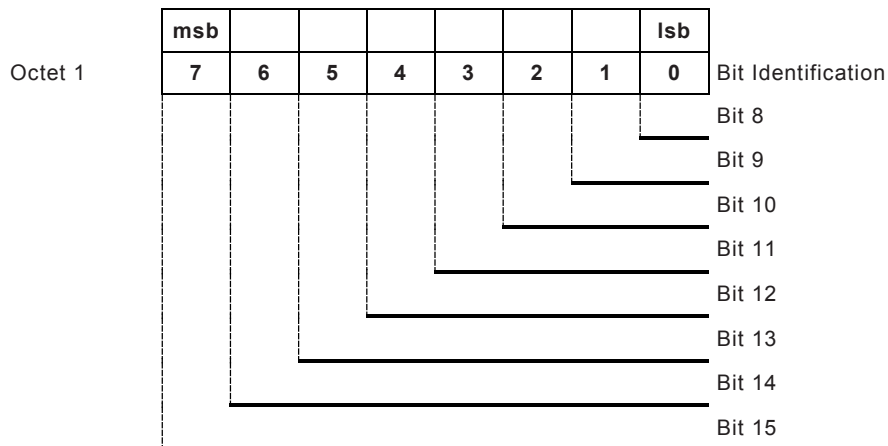 msb lsb
Octet 1 7 6 5 4 3 2 1 0 Bit Identification
Bit 8
Bit 9
Bit 10
Bit 11
Bit 12
Bit 13
Bit 14
Bit 15